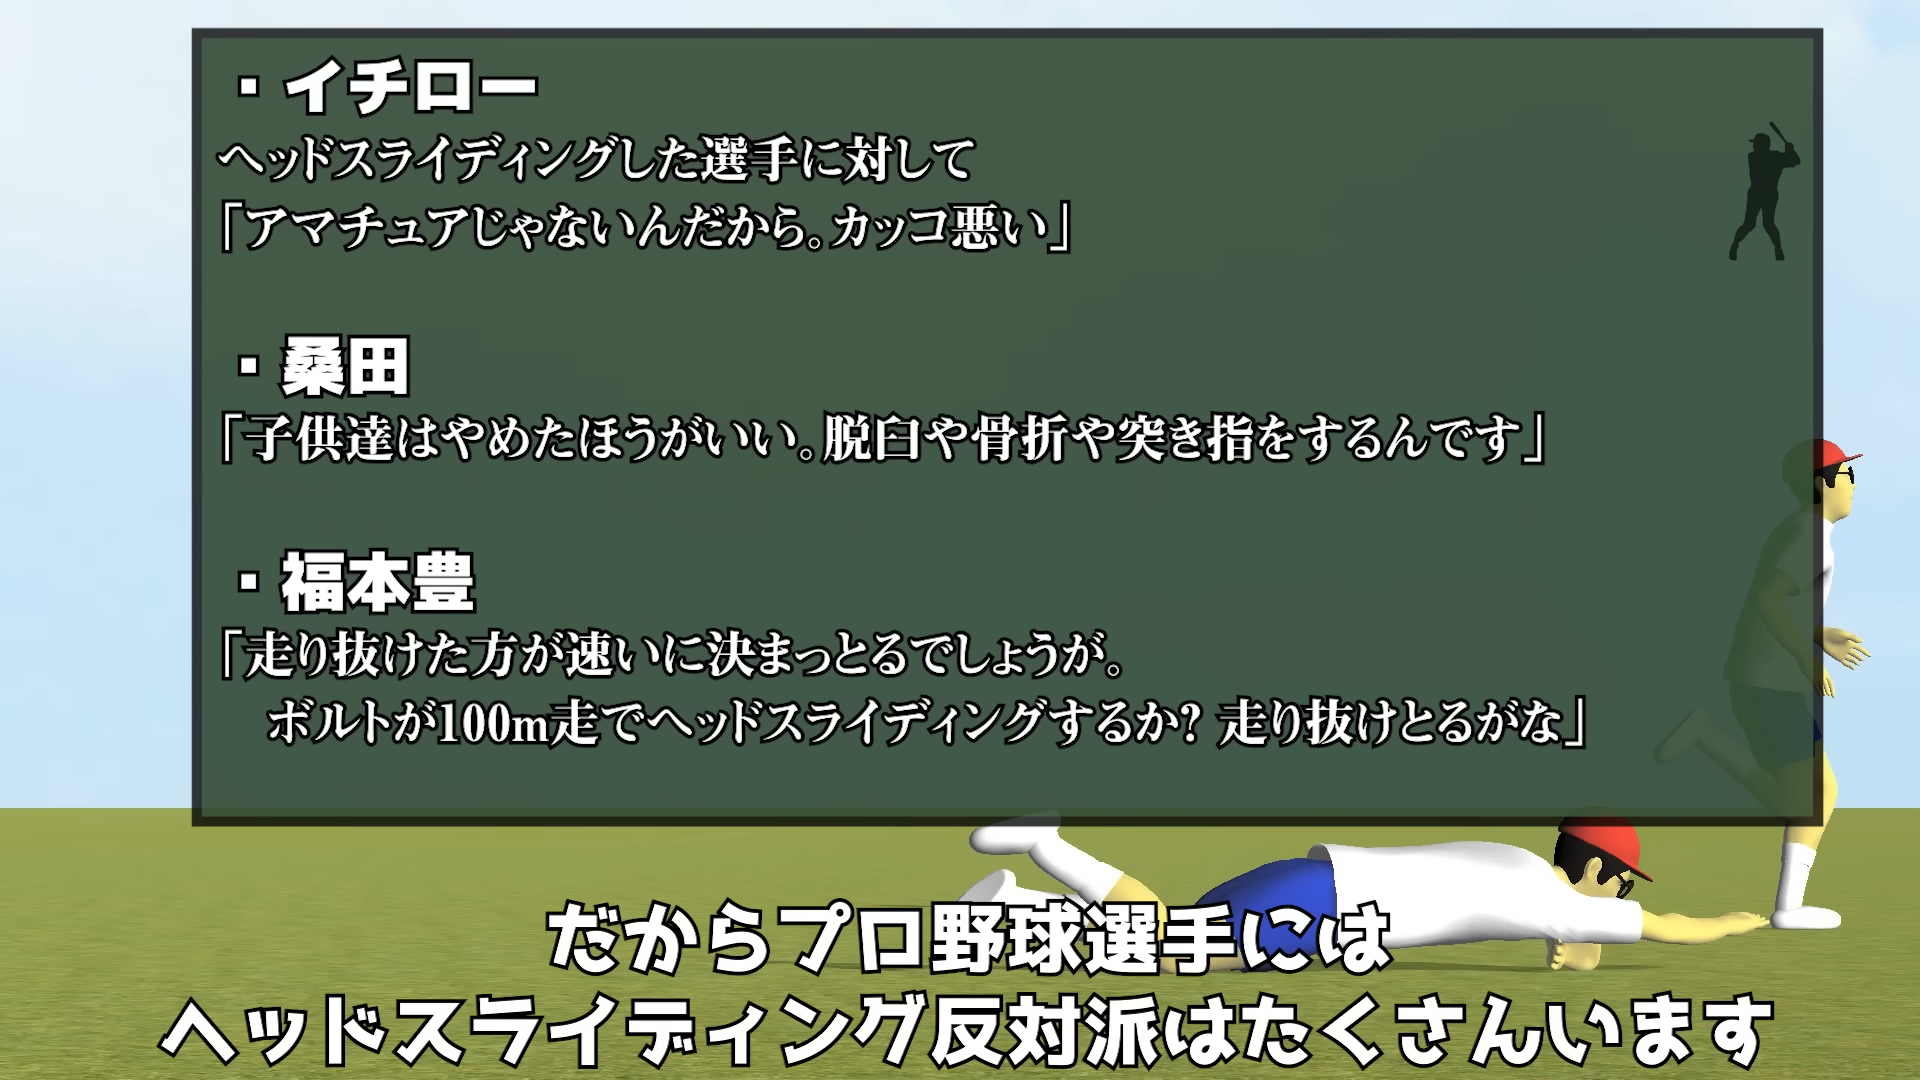 ・イチロー
ヘッドスライディングした選手に対して
「アマチュアじゃないんだから。カッコ悪い」
・桑田
「子供達はやめたほうがいい。脱臼や骨折や突き指をするんです」
・福本豊
「走り抜けた方が速いに決まっとるでしょうが。
ボルトが100m走でヘッドスライディングするか? 走り抜けとるがな」
だからプロ野球選手には
ヘッドスライディング反対派はたくさんいます